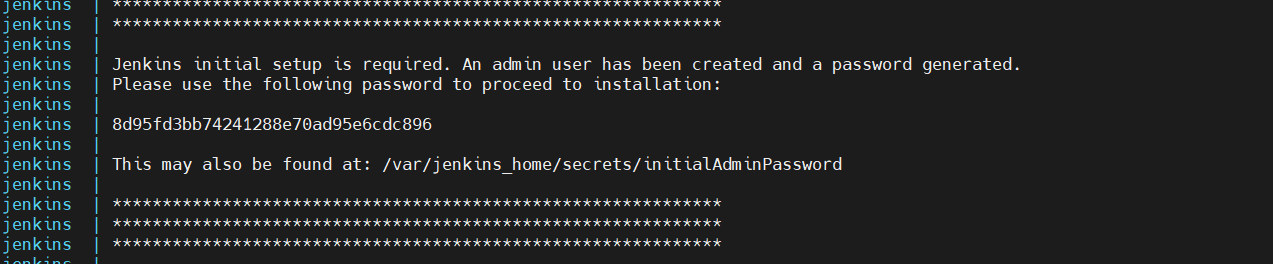 jenkins | *************************************************************
jenkins | *************************************************************
jenkins |
jenkins | Jenkins initial setup is required. An admin user has been created and a password generated.
jenkins | Please use the following password to proceed to installation:
jenkins |
jenkins | 8d95fd3bb74241288e70ad95e6cdc896
jenkins |
jenkins | This may also be found at: /var/jenkins_home/secrets/initialAdminPassword
jenkins |
jenkins | *************************************************************
jenkins | *************************************************************
jenkins | *************************************************************
jenkins |